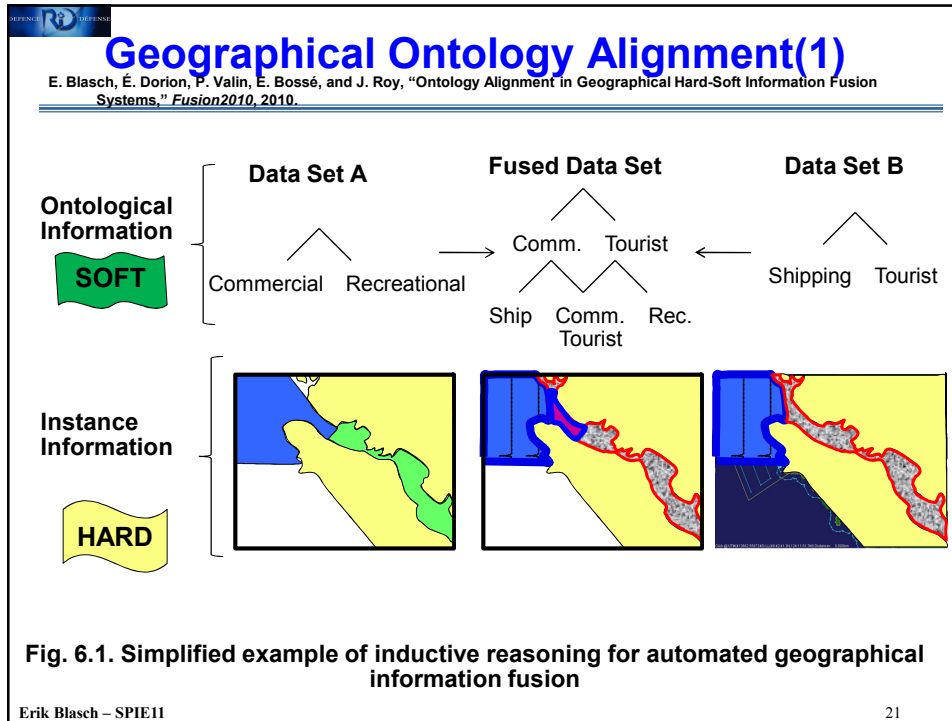 DEFENCE R&D DÉFENSE
Geographical Ontology Alignment(1)
E. Blasch, É. Dorion, P. Valin, E. Bossé, and J. Roy, “Ontology Alignment in Geographical Hard-Soft Information Fusion
Systems,” Fusion2010, 2010.
Data Set A
Fused Data Set
Data Set B
Ontological
Information
SOFT
Commercial Recreational
Comm. Tourist
Ship Comm. Rec.
Tourist
Shipping Tourist
Instance
Information
HARD
Fig. 6.1. Simplified example of inductive reasoning for automated geographical
information fusion
Erik Blasch – SPIE11
21